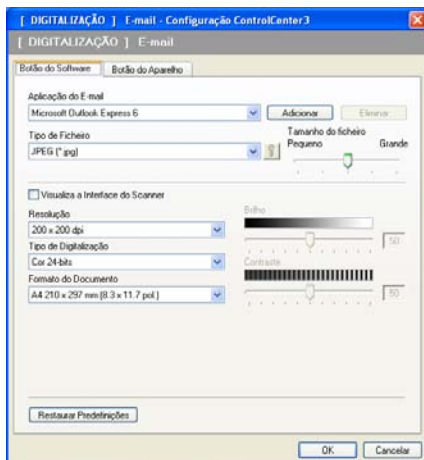 [ DIGITALIZAÇÃO ] E-mail - Configuração ControlCenter3
[ DIGITALIZAÇÃO ] E-mail
Botão do Software Botão do Aparelho
Aplicação do E-mail
Microsoft Outlook Express 6 Adicionar Eliminar
Tipo de Ficheiro Tamanho do ficheiro
JPEG (*.jpg) Pequeno Grande
Visualiza a Interface do Scanner
Resolução Brilho
200 x 200 dpi 50
Tipo de Digitalização
Cor 24-bits Contraste
Formato do Documento
A4 210 x 297 mm (8.3 x 11.7 pol.) 50
Restaurar Predefinições
OK Cancelar